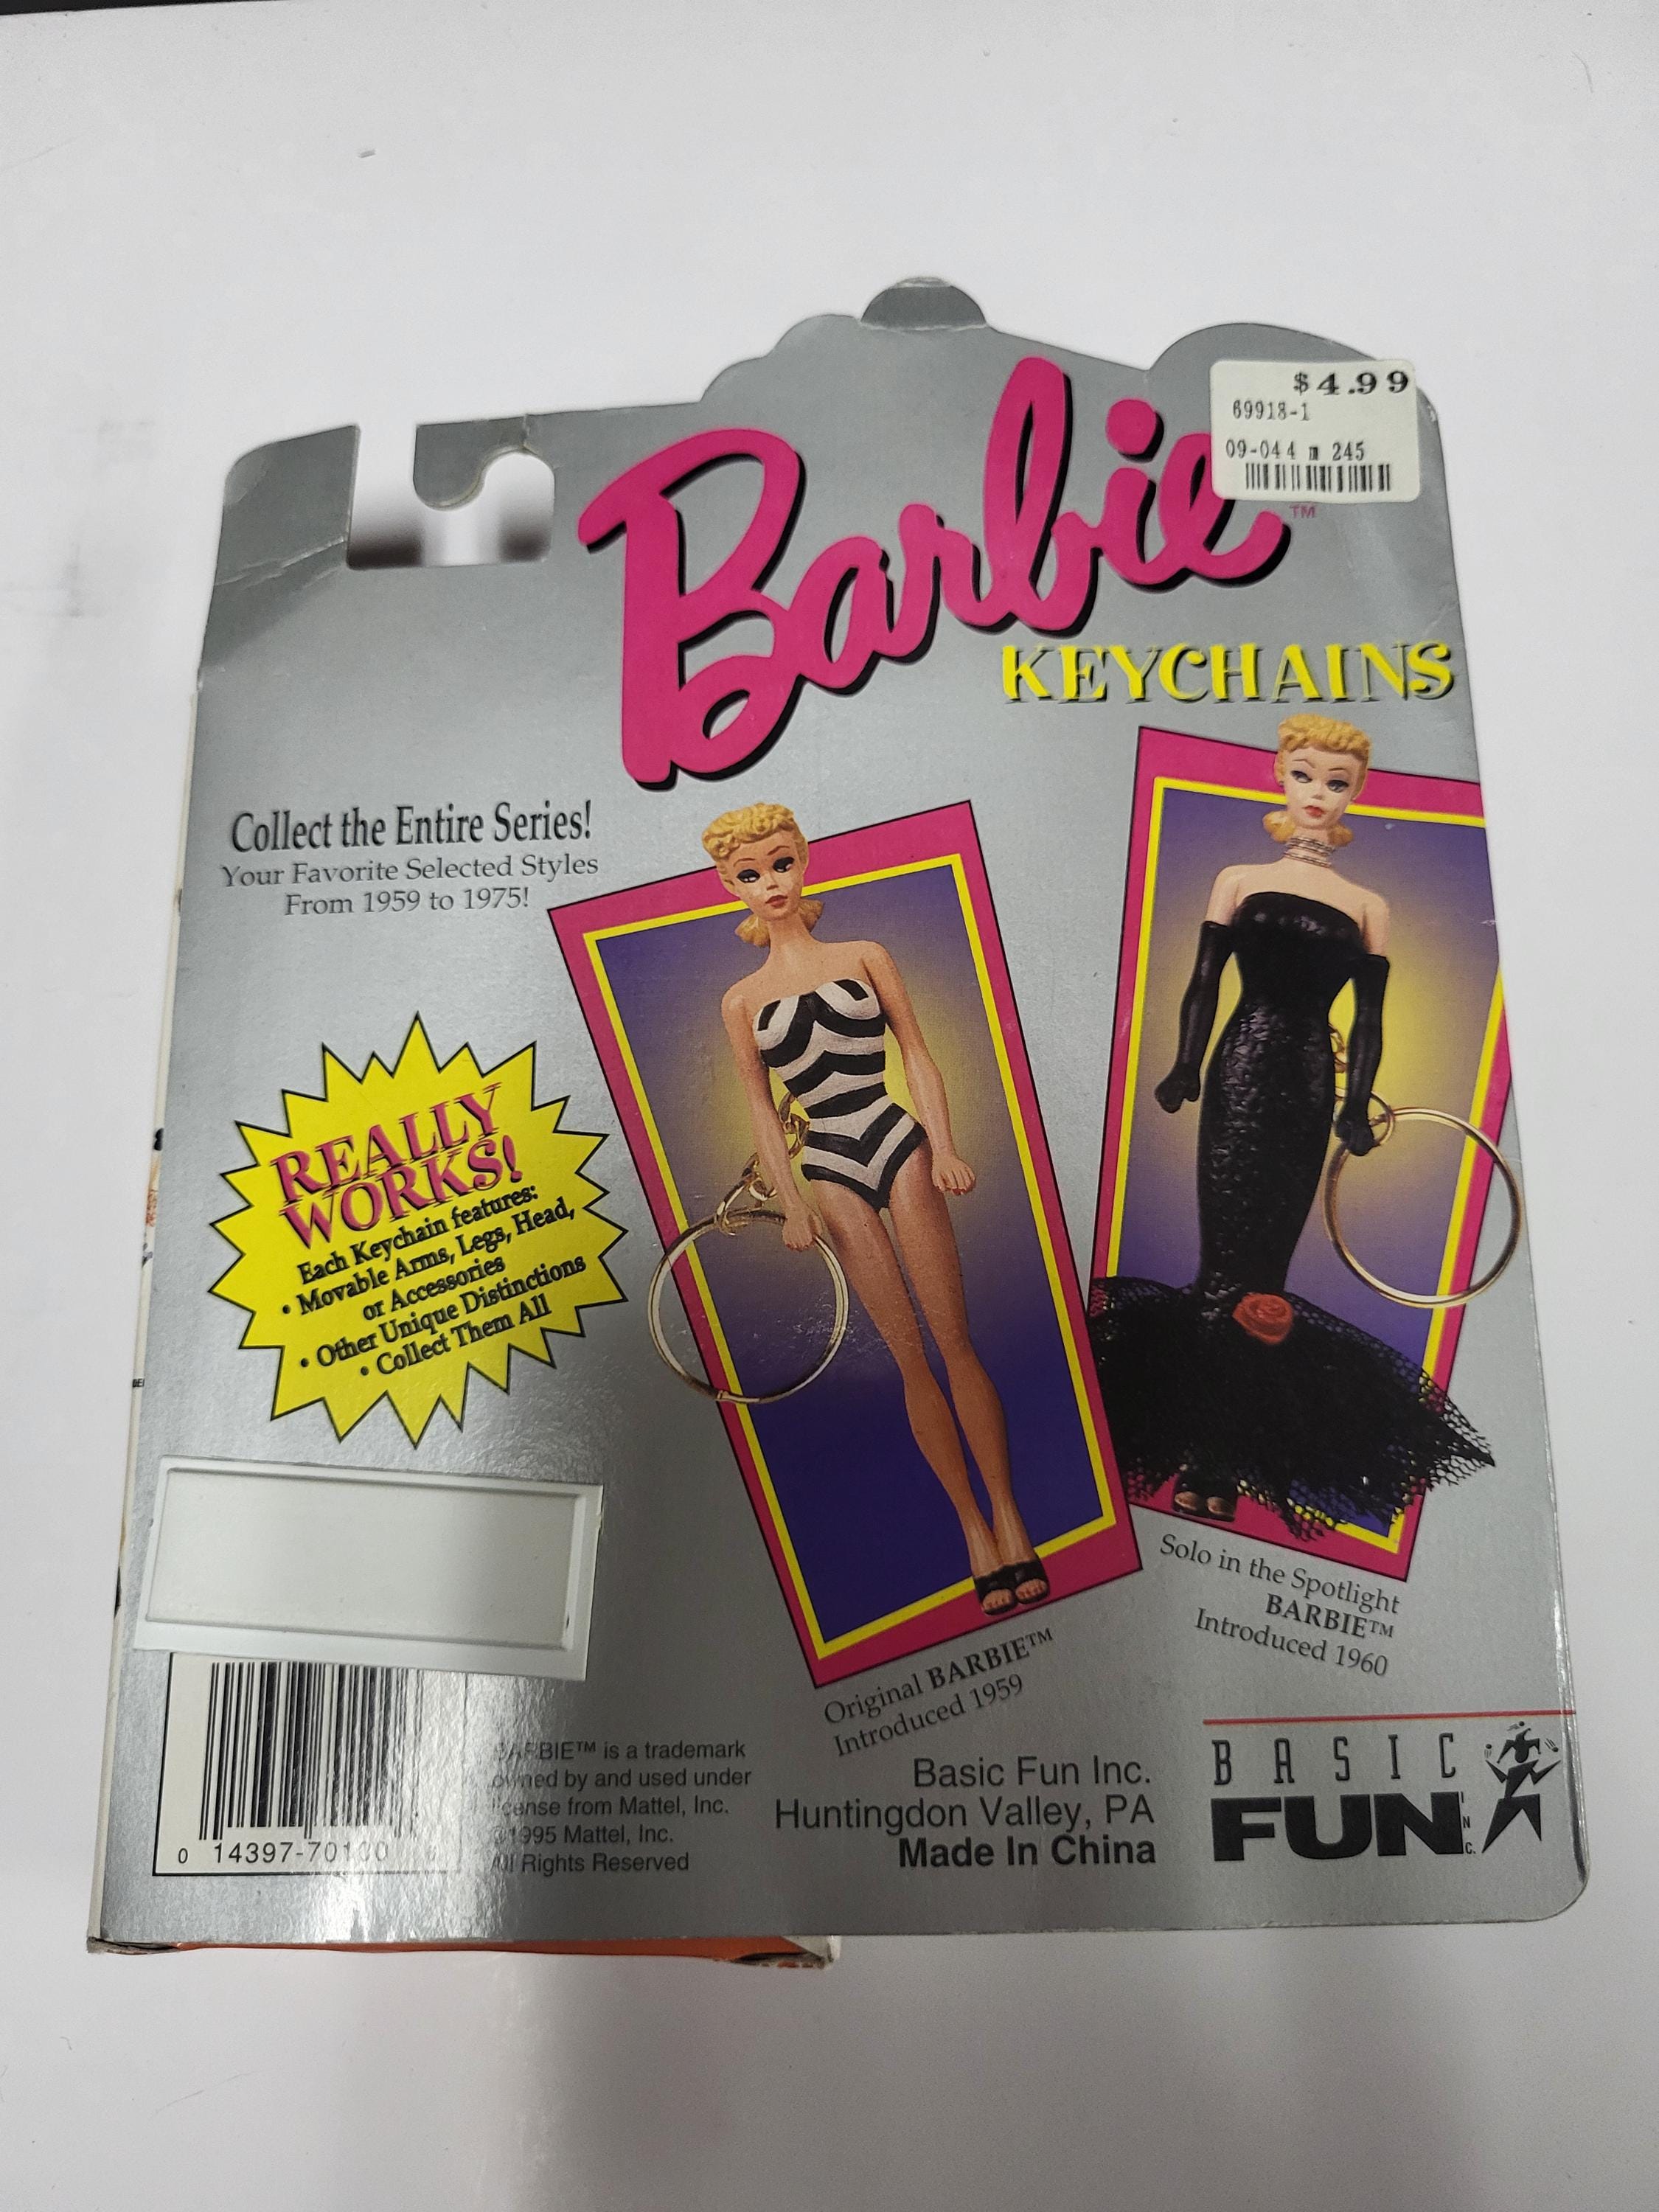 $4.99
69918-1
09-044 m 245
Barbie
TM
KEYCHAINS
Collect the Entire Series!
Your Favorite Selected Styles
From 1959 to 1975!
REALLY
WORKS!
Each Keychain features:
• Movable Arms, Legs, Head,
or Accessories
• Other Unique Distinctions
• Collect Them All
Solo in the Spotlight
BARBIE™
Introduced 1960
Original BARBIE™
Introduced 1959
0 14397-70100
BARBIE™ is a trademark
owned by and used under
license from Mattel, Inc.
©1995 Mattel, Inc.
All Rights Reserved
Basic Fun Inc.
Huntingdon Valley, PA
Made In China
BASIC
FUN
INC.